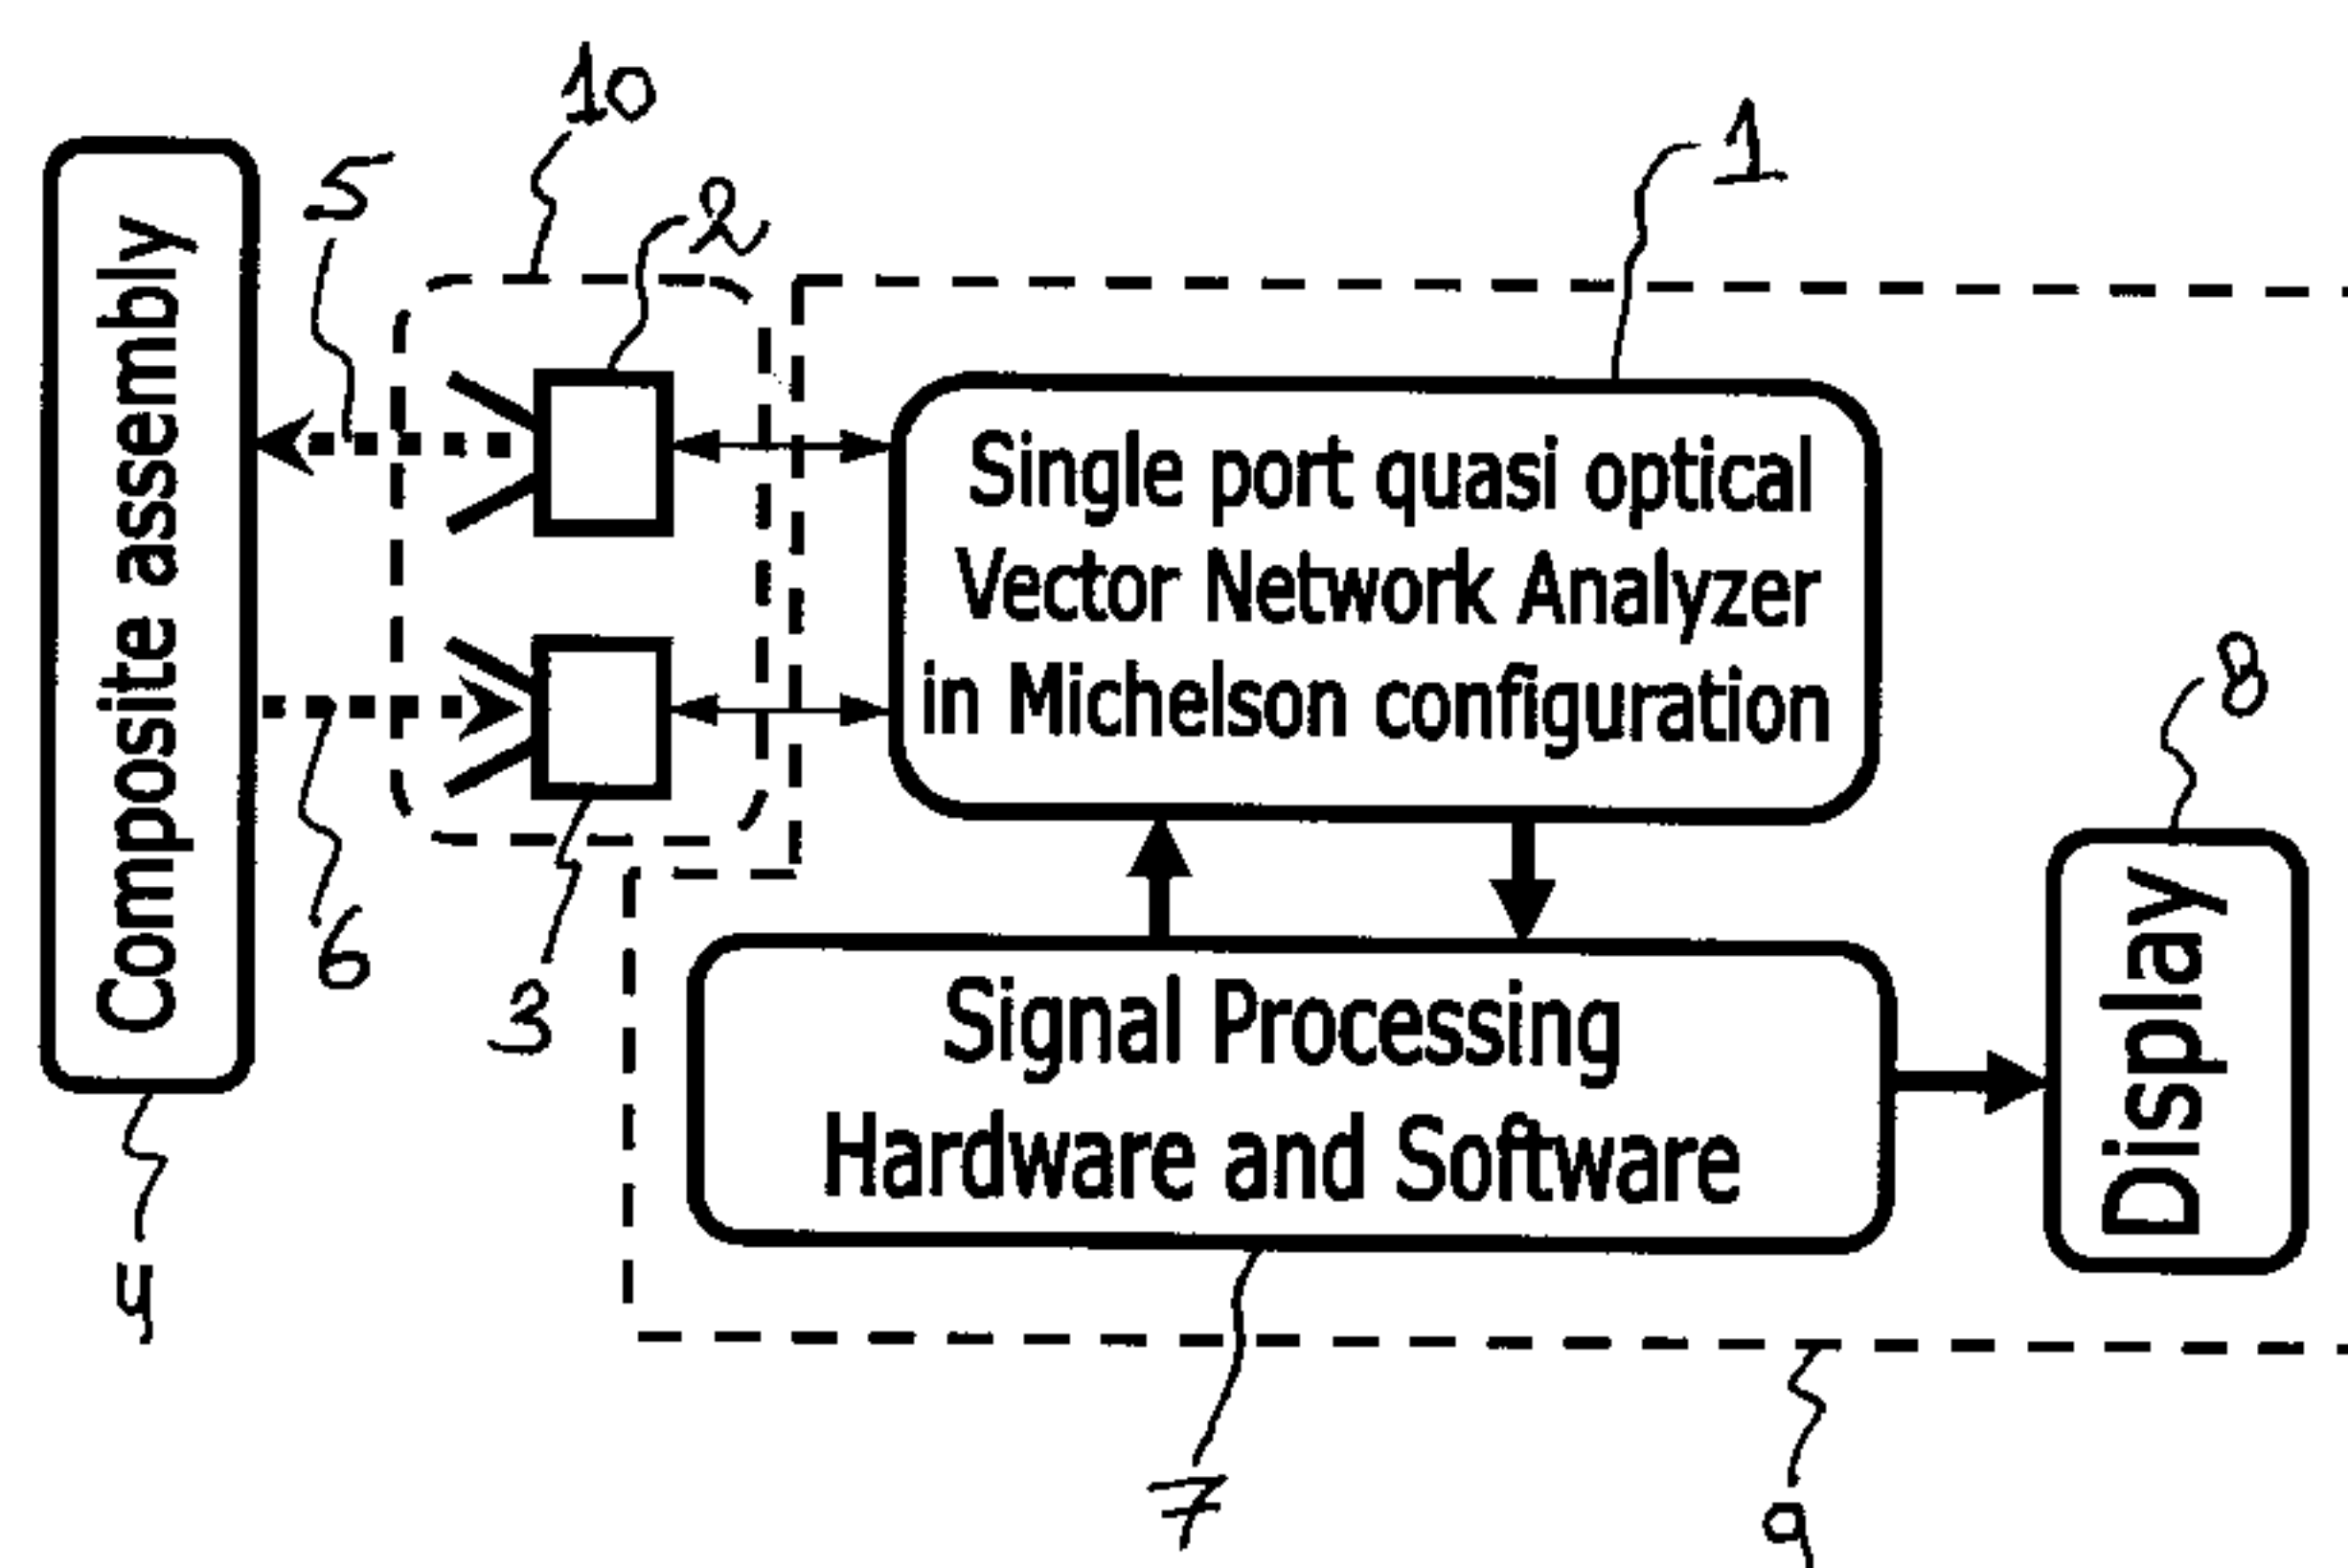 10
1
5
2
Composite assembly
Single port quasi optical
Vector Network Analyzer
in Michelson configuration
8
6
3
Signal Processing
Hardware and Software
Display
4
7
9